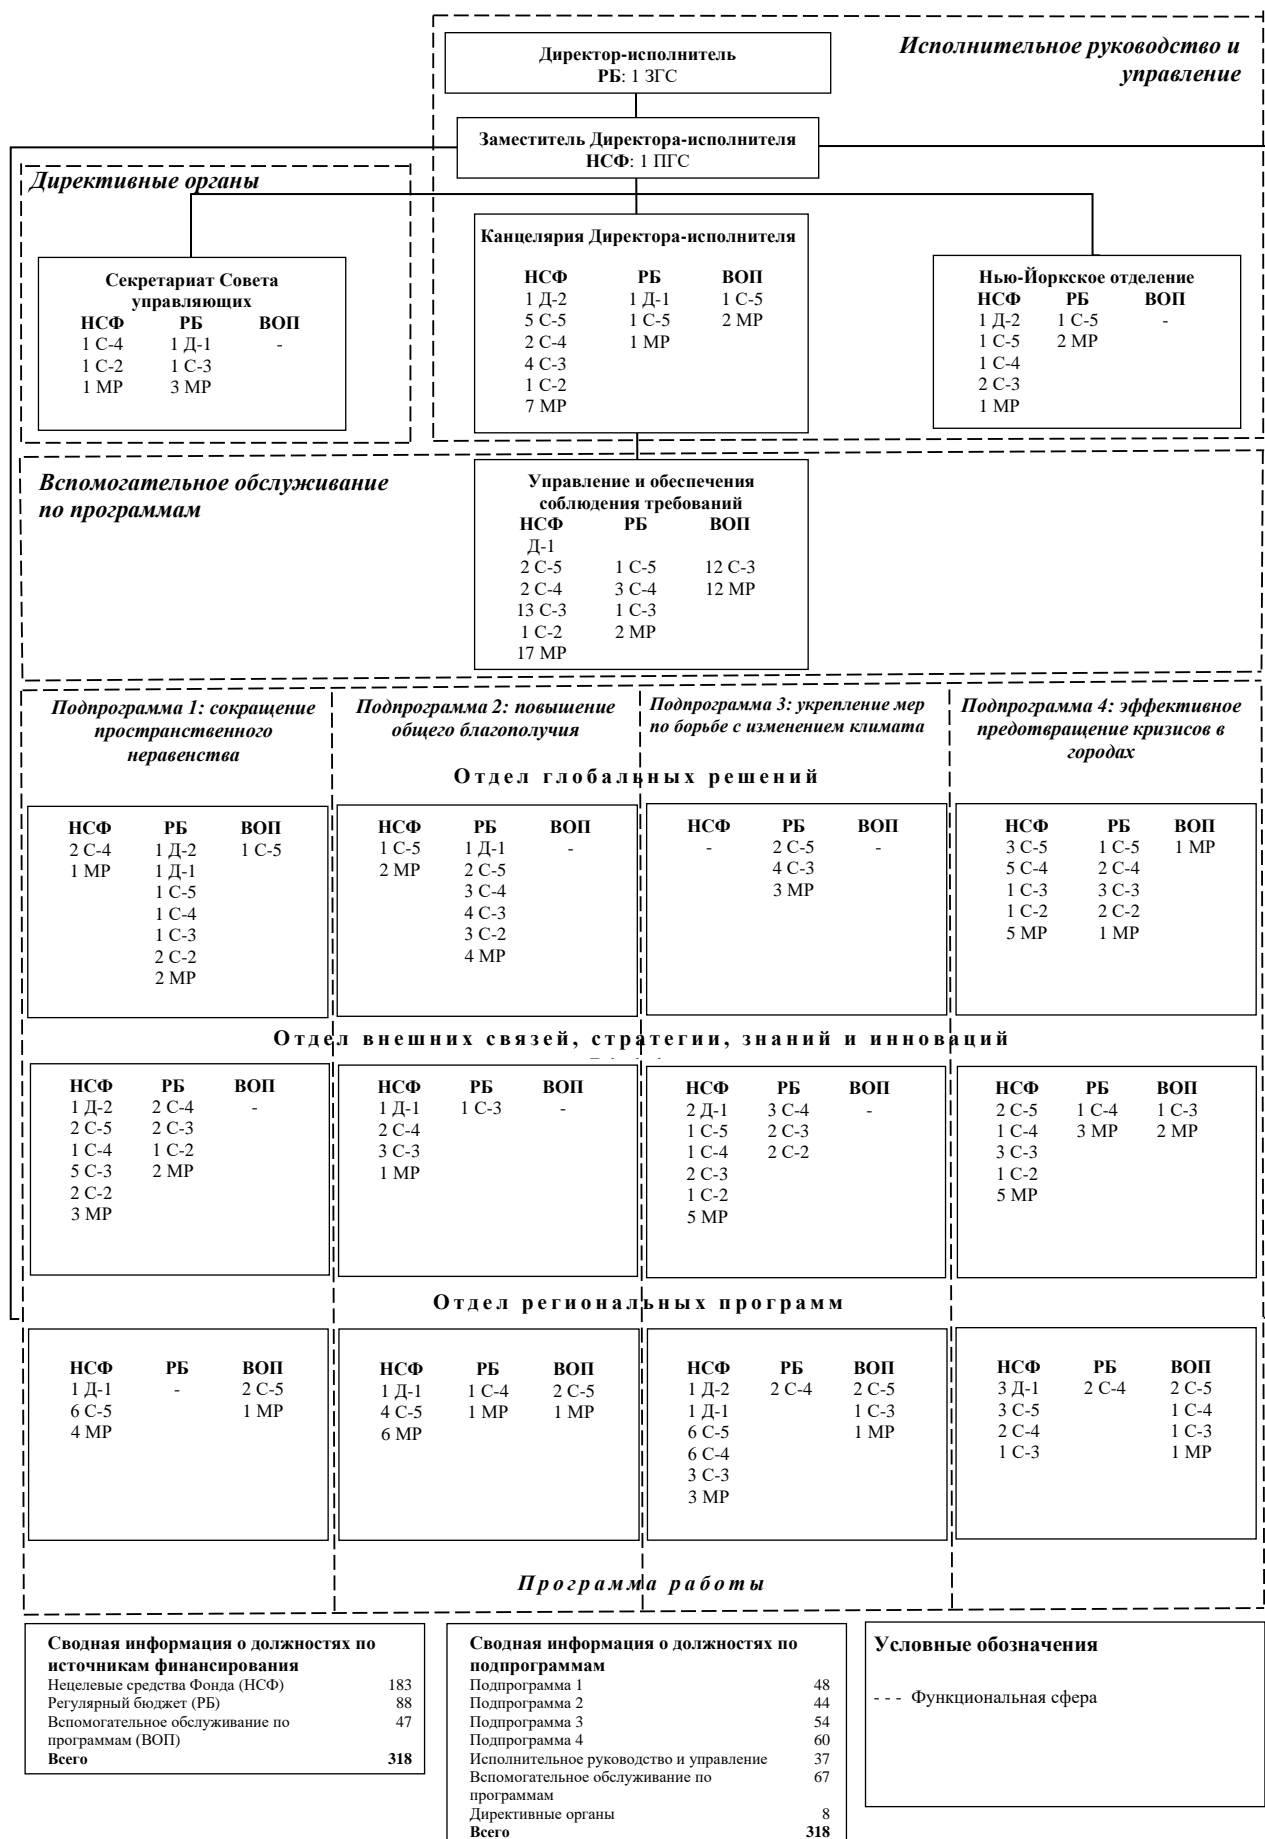 Исполнительное руководство и
управление
Директор-исполнитель
РБ: 1 ЗГС
Заместитель Директора-исполнителя
НСФ: 1 ПГС
Директивные органы
Секретариат Совета
управляющих
НСФ РБ ВОП
1 С-4 1 Д-1 -
1 С-2 1 С-3
1 МР 3 МР
Канцелярия Директора-исполнителя
НСФ РБ ВОП
1 Д-2 1 Д-1 1 С-5
5 С-5 1 С-5 2 МР
2 С-4 1 МР
4 С-3
1 С-2
7 МР
Нью-Йоркское отделение
НСФ РБ ВОП
1 Д-2 1 С-5 -
1 С-5 2 МР
1 С-4
2 С-3
1 МР
Вспомогательное обслуживание
по программам
Управление и обеспечения
соблюдения требований
НСФ РБ ВОП
Д-1
2 С-5 1 С-5 12 С-3
2 С-4 3 С-4 12 МР
13 С-3 1 С-3
1 С-2 2 МР
17 МР
Подпрограмма 1: сокращение
пространственного
неравенства
Подпрограмма 2: повышение
общего благополучия
Подпрограмма 3: укрепление мер
по борьбе с изменением климата
Подпрограмма 4: эффективное
предотвращение кризисов в
городах
Отдел глобальных решений
НСФ РБ ВОП
2 С-4 1 Д-2 1 С-5
1 МР 1 Д-1
1 С-5
1 С-4
1 С-3
2 С-2
2 МР
НСФ РБ ВОП
1 С-5 1 Д-1 -
2 МР 2 С-5
3 С-4
4 С-3
3 С-2
4 МР
НСФ РБ ВОП
- 2 С-5 -
4 С-3
3 МР
НСФ РБ ВОП
3 С-5 1 С-5 1 МР
5 С-4 2 С-4
1 С-3 3 С-3
1 С-2 2 С-2
5 МР 1 МР
Отдел внешних связей, стратегии, знаний и инноваций
НСФ РБ ВОП
1 Д-2 2 С-4 -
2 С-5 2 С-3
1 С-4 1 С-2
5 С-3 2 МР
2 С-2
3 МР
НСФ РБ ВОП
1 Д-1 1 С-3 -
2 С-4
3 С-3
1 МР
НСФ РБ ВОП
2 Д-1 3 С-4 -
1 С-5 2 С-3
1 С-4 2 С-2
2 С-3
1 С-2
5 МР
НСФ РБ ВОП
2 С-5 1 С-4 1 С-3
1 С-4 3 МР 2 МР
3 С-3
1 С-2
5 МР
Отдел региональных программ
НСФ РБ ВОП
1 Д-1 - 2 С-5
6 С-5 1 МР
4 МР
НСФ РБ ВОП
1 Д-1 1 С-4 2 С-5
4 С-5 1 МР 1 МР
6 МР
НСФ РБ ВОП
1 Д-2 2 С-4 2 С-5
1 Д-1 1 С-3
6 С-5 1 МР
6 С-4
3 С-3
3 МР
НСФ РБ ВОП
3 Д-1 2 С-4 2 С-5
3 С-5 1 С-4
2 С-4 1 С-3
1 С-3 1 МР
Программа работы
Сводная информация о должностях по
источникам финансирования
Нецелевые средства Фонда (НСФ) 183
Регулярный бюджет (РБ) 88
Вспомогательное обслуживание по 47
программам (ВОП)
Всего 318
Сводная информация о должностях по
подпрограммам
Подпрограмма 1 48
Подпрограмма 2 44
Подпрограмма 3 54
Подпрограмма 4 60
Исполнительное руководство и управление 37
Вспомогательное обслуживание по 67
программам
Директивные органы 8
Всего 318
Условные обозначения
- - - Функциональная сфера